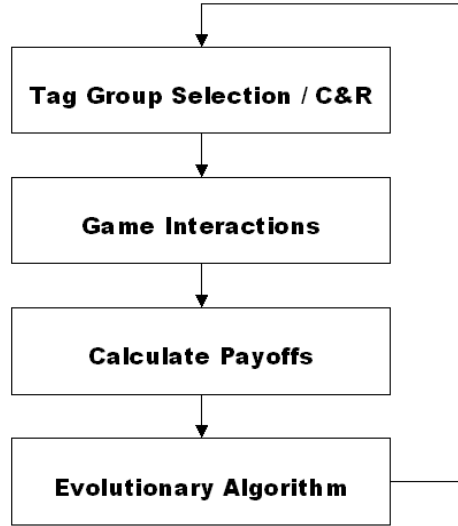 Tag Group Selection / C&R
Game Interactions
Calculate Payoffs
Evolutionary Algorithm